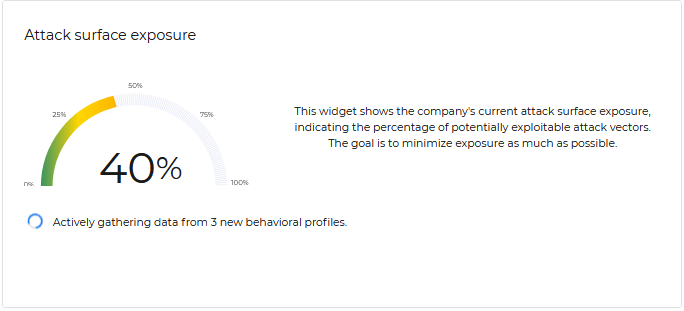 Attack surface exposure
50%
25%
75%
This widget shows the company's current attack surface exposure,
indicating the percentage of potentially exploitable attack vectors.
The goal is to minimize exposure as much as possible.
40%
0%
100%
Actively gathering data from 3 new behavioral profiles.